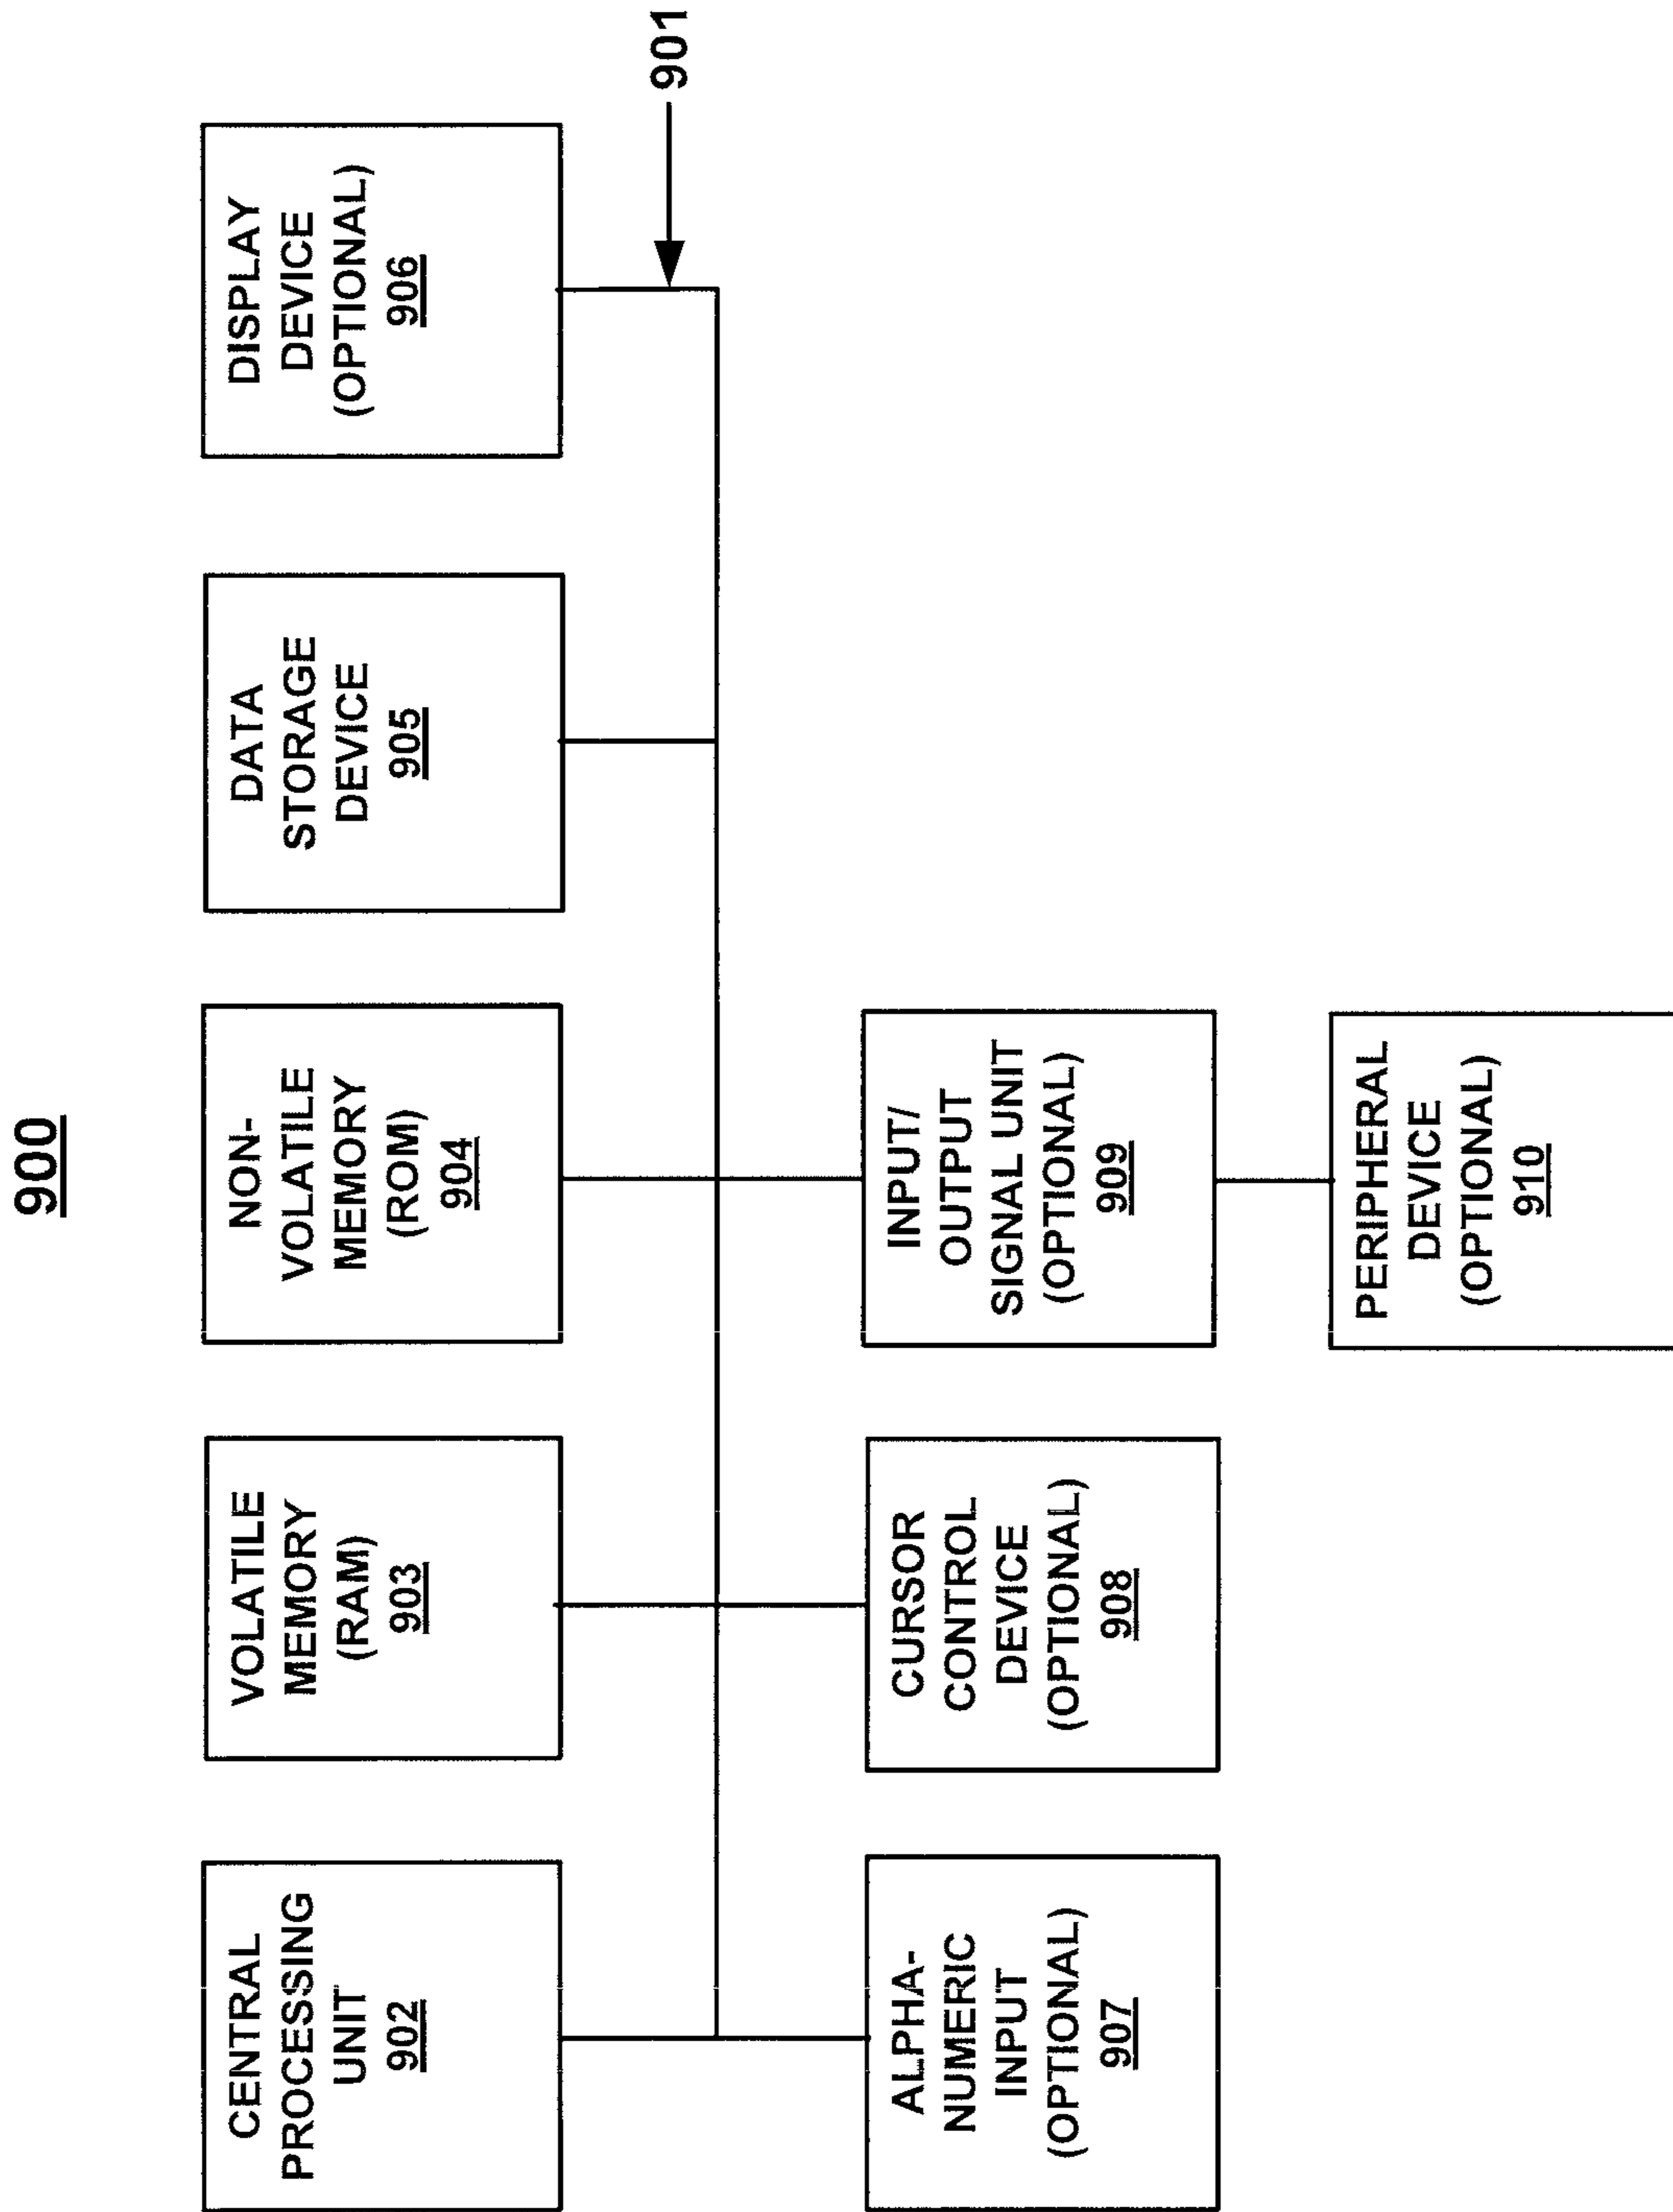 900
CENTRAL
PROCESSING
UNIT
902
VOLATILE
MEMORY
(RAM)
903
NON-
VOLATILE
MEMORY
(ROM)
904
DATA
STORAGE
DEVICE
905
DISPLAY
DEVICE
(OPTIONAL)
906
901
ALPHA-
NUMERIC
INPUT
(OPTIONAL)
907
CURSOR
CONTROL
DEVICE
(OPTIONAL)
908
INPUT/
OUTPUT
SIGNAL UNIT
(OPTIONAL)
909
PERIPHERAL
DEVICE
(OPTIONAL)
910